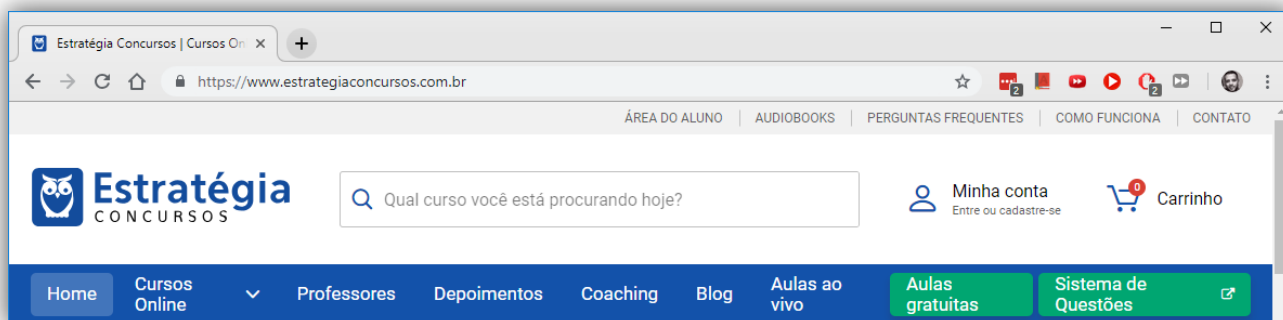 Estratégia Concursos | Cursos On
https://www.estrategiaconcursos.com.br
2
2
ÁREA DO ALUNO | AUDIOBOOKS | PERGUNTAS FREQUENTES | COMO FUNCIONA | CONTATO
Estratégia
CONCURSOS
Qual curso você está procurando hoje?
Minha conta
Entre ou cadastre-se
0
Carrinho
Home
Cursos
Online
Professores
Depoimentos
Coaching
Blog
Aulas ao
vivo
Aulas
gratuitas
Sistema de
Questões